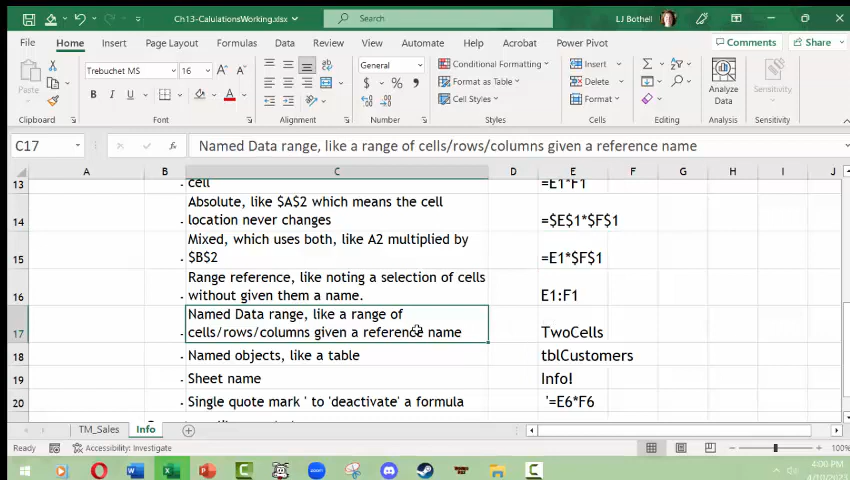 Ch13-CalulationsWorking.xlsx
Search
LJ Bothell
File Home Insert Page Layout Formulas Data Review View Automate Help Acrobat Power Pivot
Comments Share
Paste
Trebuchet MS 16 A A
B I U A
General
$ % ,
Conditional Formatting
Format as Table
Cell Styles
Insert
Delete
Format
Analyze Data
Sensitivity
Clipboard Font Alignment Number Styles Cells Editing Analysis Sensitivity
C17 fx Named Data range, like a range of cells/rows/columns given a reference name
A B C D E F G H I J
13 cell =E1*F1
14 Absolute, like $A$2 which means the cell
location never changes =$E$1*$F$1
15 Mixed, which uses both, like A2 multiplied by
$B$2 =E1*$F$1
16 Range reference, like noting a selection of cells
without given them a name. E1:F1
17 Named Data range, like a range of
cells/rows/columns given a reference name TwoCells
18 Named objects, like a table tblCustomers
19 Sheet name Info!
20 Single quote mark ' to 'deactivate' a formula '=E6*F6
TM_Sales Info
Ready Accessibility: Investigate 100%
4:00 PM